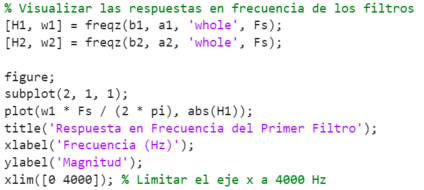 % Visualizar las respuestas en frecuencia de los filtros
[H1, w1] = freqz(b1, a1, 'whole', Fs);
[H2, w2] = freqz(b2, a2, 'whole', Fs);
figure;
subplot(2, 1, 1);
plot(w1 * Fs / (2 * pi), abs(H1));
title('Respuesta en Frecuencia del Primer Filtro');
xlabel('Frecuencia (Hz)');
ylabel('Magnitud');
xlim([0 4000]); % Limitar el eje x a 4000 Hz